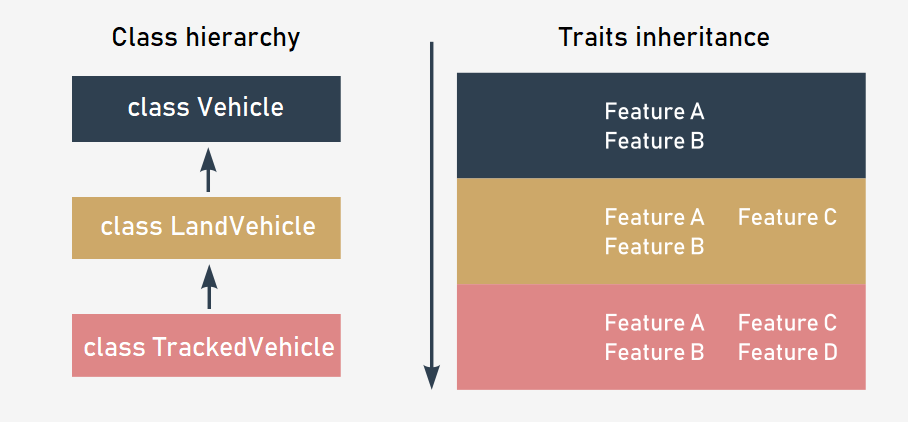 Class hierarchy
class Vehicle
class LandVehicle
class TrackedVehicle
Traits inheritance
Feature A
Feature B
Feature A Feature C
Feature B
Feature A Feature C
Feature B Feature D